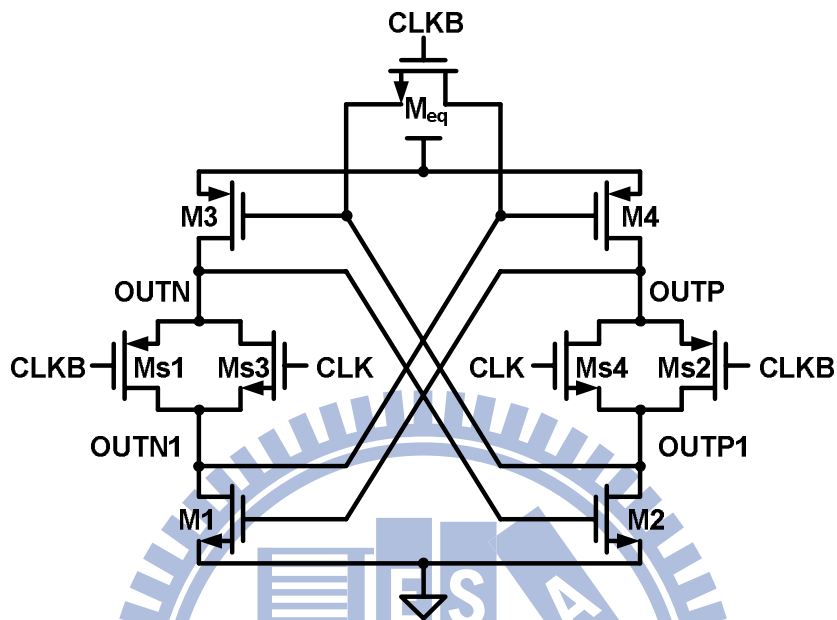 CLKB
Meq
M3
M4
OUTN
OUTP
CLKB
Ms1
Ms3
CLK
CLK
Ms4
Ms2
CLKB
OUTN1
OUTP1
M1
M2
E S A